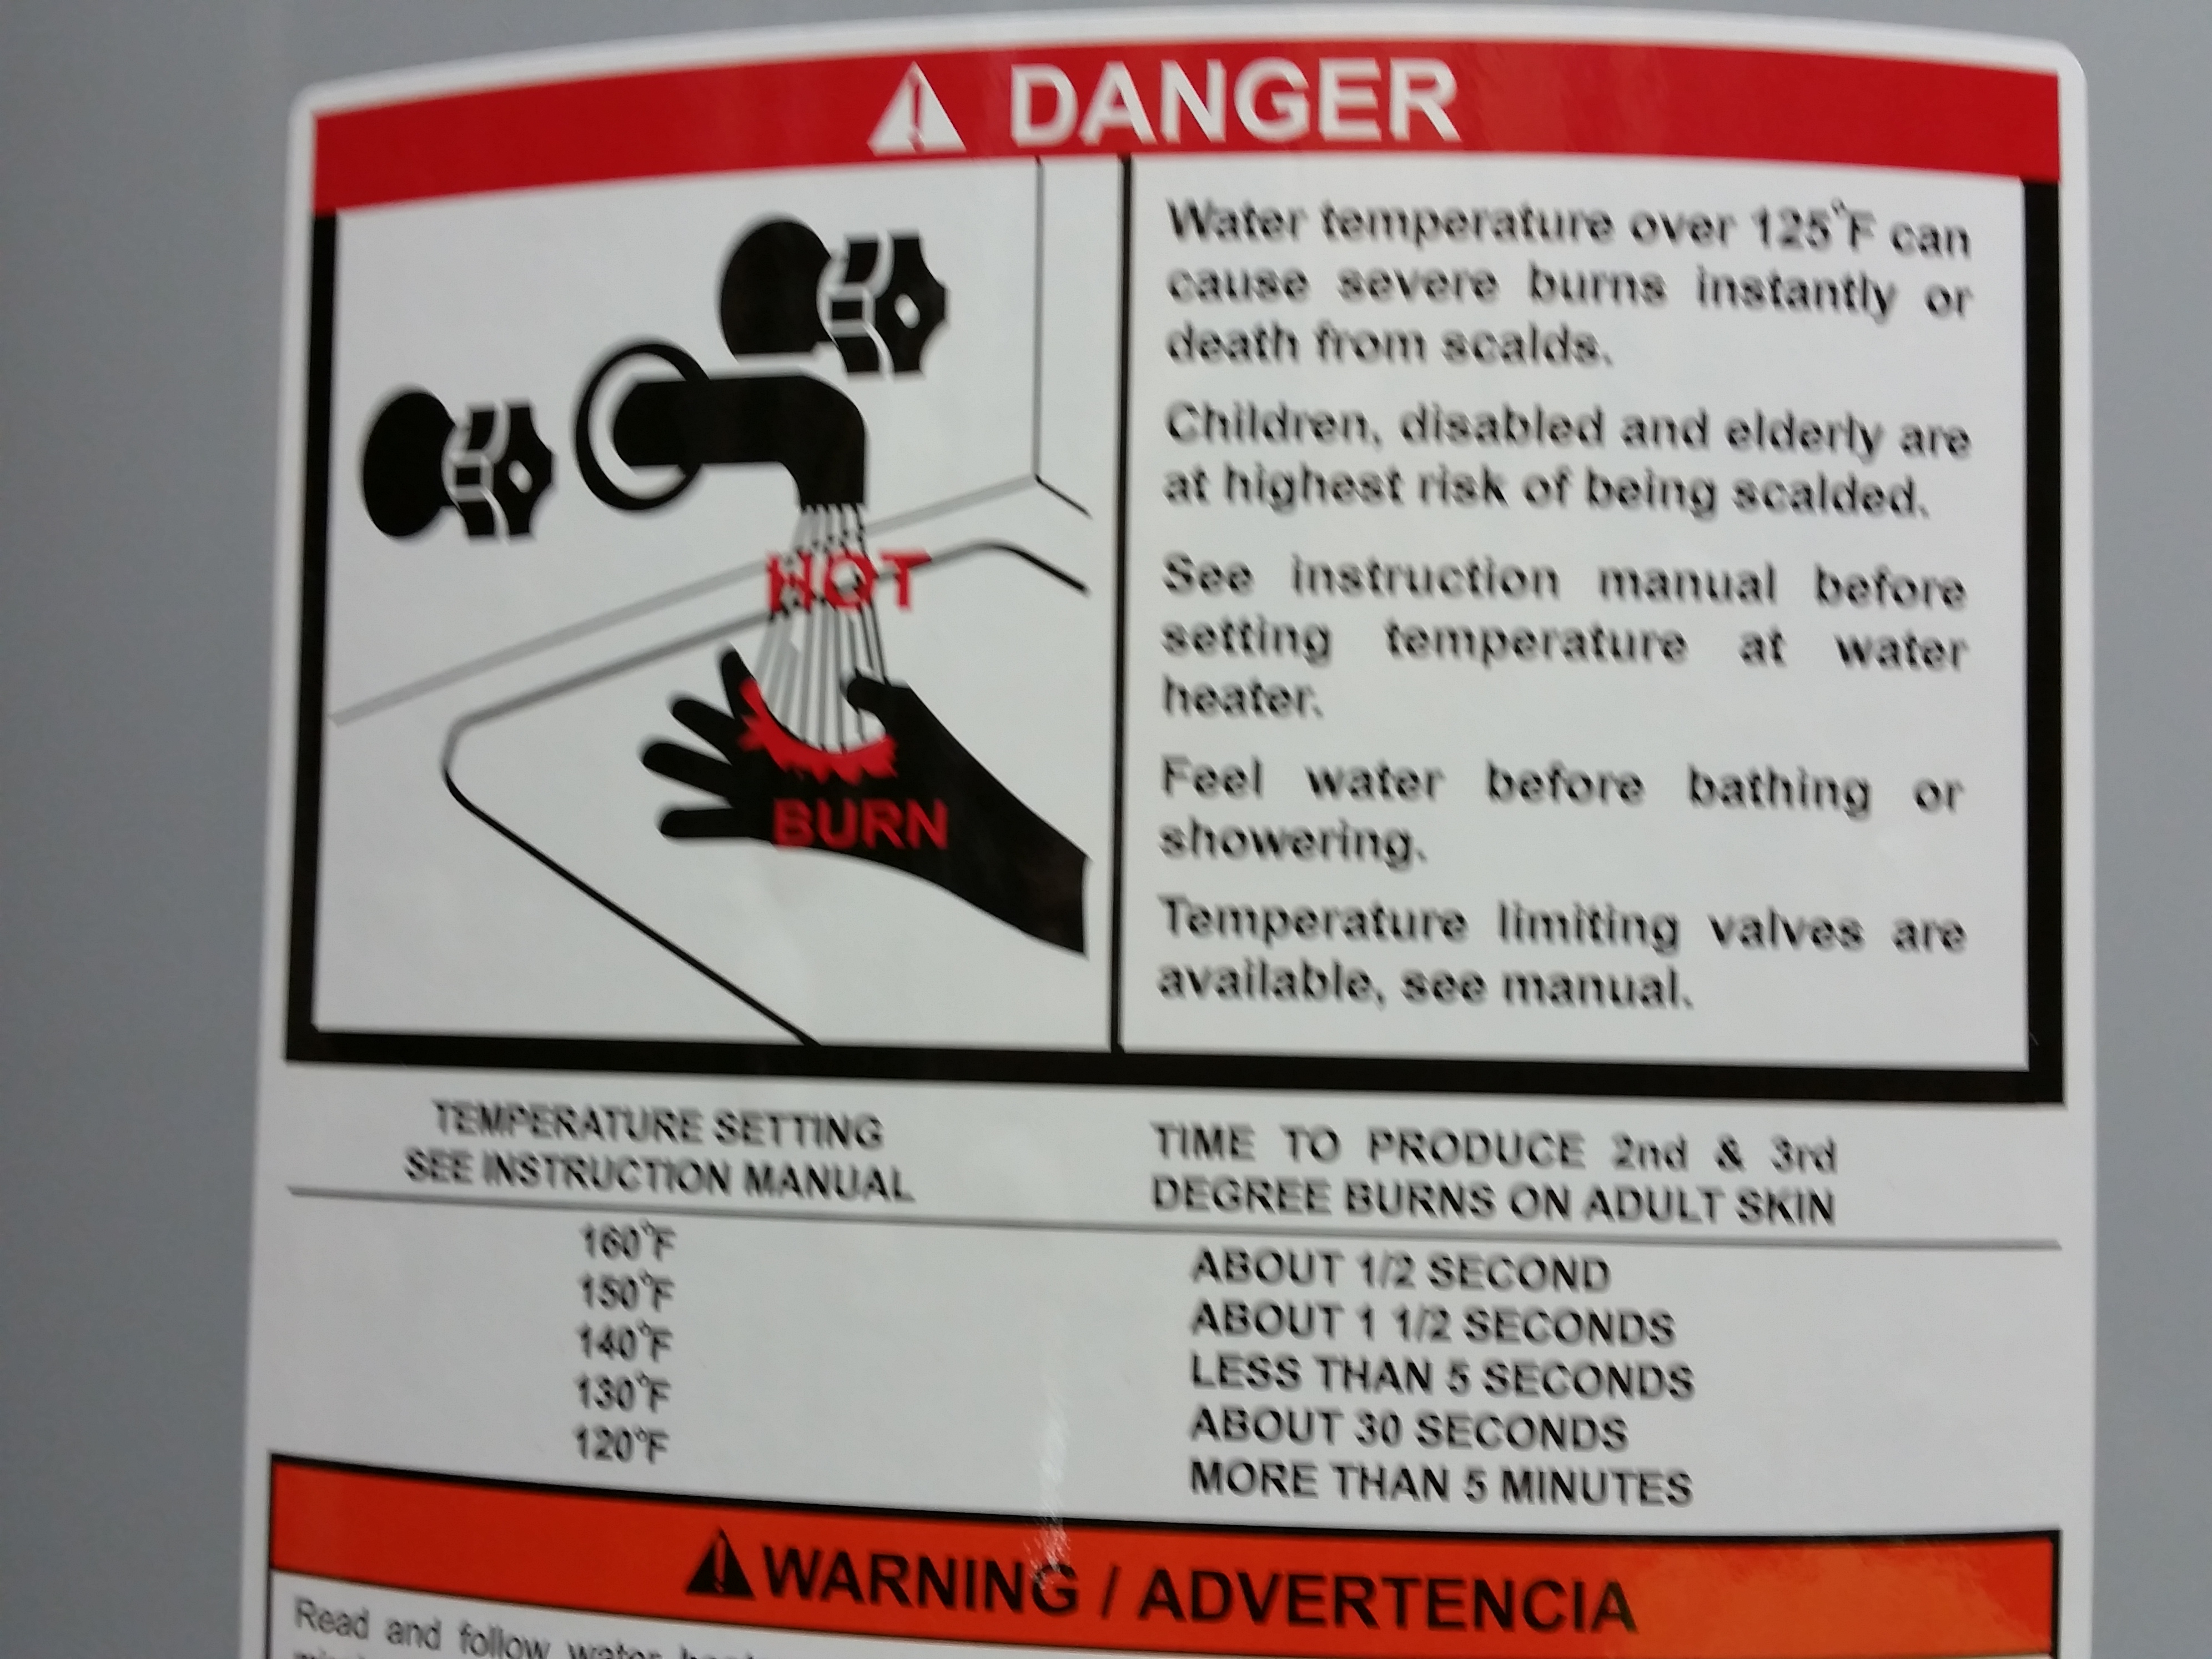 DANGER
HOT
BURN
Water temperature over 125°F can
cause severe burns instantly or
death from scalds.
Children, disabled and elderly are
at highest risk of being scalded.
See instruction manual before
setting temperature at water
heater.
Feel water before bathing or
showering.
Temperature limiting valves are
available, see manual.
TEMPERATURE SETTING
SEE INSTRUCTION MANUAL
160°F
150°F
140°F
130°F
120°F
TIME TO PRODUCE 2nd & 3rd
DEGREE BURNS ON ADULT SKIN
ABOUT 1/2 SECOND
ABOUT 1 1/2 SECONDS
LESS THAN 5 SECONDS
ABOUT 30 SECONDS
MORE THAN 5 MINUTES
WARNING / ADVERTENCIA
Read and follow water